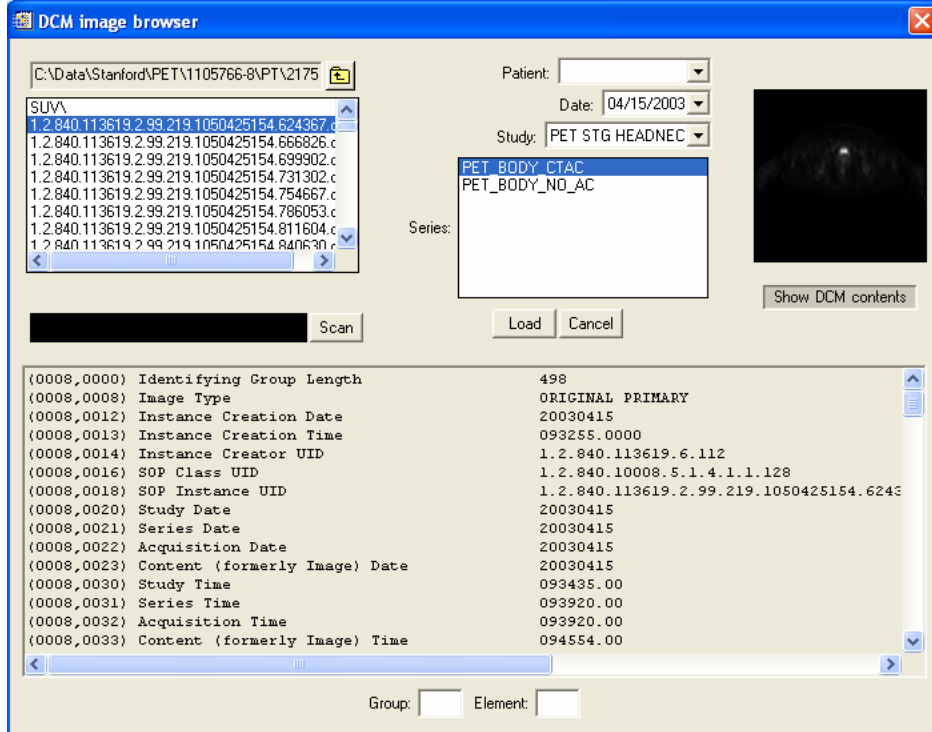 DCM image browser
C:\Data\Stanford\PET\1105766-8\PT\2175
Patient:
Date: 04/15/2003
Study: PET STG HEADNEC
SUV\
1.2.840.113619.2.99.219.1050425154.624367.c
1.2.840.113619.2.99.219.1050425154.666826.c
1.2.840.113619.2.99.219.1050425154.699902.c
1.2.840.113619.2.99.219.1050425154.731302.c
1.2.840.113619.2.99.219.1050425154.754667.c
1.2.840.113619.2.99.219.1050425154.786053.c
1.2.840.113619.2.99.219.1050425154.811604.c
1.2.840.113619.2.99.219.1050425154.840630.c
Series:
PET_BODY_CTAC
PET_BODY_NO_AC
Show DCM contents
Scan
Load Cancel
(0008,0000) Identifying Group Length 498
(0008,0008) Image Type ORIGINAL PRIMARY
(0008,0012) Instance Creation Date 20030415
(0008,0013) Instance Creation Time 093255.0000
(0008,0014) Instance Creator UID 1.2.840.113619.6.112
(0008,0016) SOP Class UID 1.2.840.10008.5.1.4.1.1.128
(0008,0018) SOP Instance UID 1.2.840.113619.2.99.219.1050425154.6243
(0008,0020) Study Date 20030415
(0008,0021) Series Date 20030415
(0008,0022) Acquisition Date 20030415
(0008,0023) Content (formerly Image) Date 20030415
(0008,0030) Study Time 093435.00
(0008,0031) Series Time 093920.00
(0008,0032) Acquisition Time 093920.00
(0008,0033) Content (formerly Image) Time 094554.00
Group: Element: